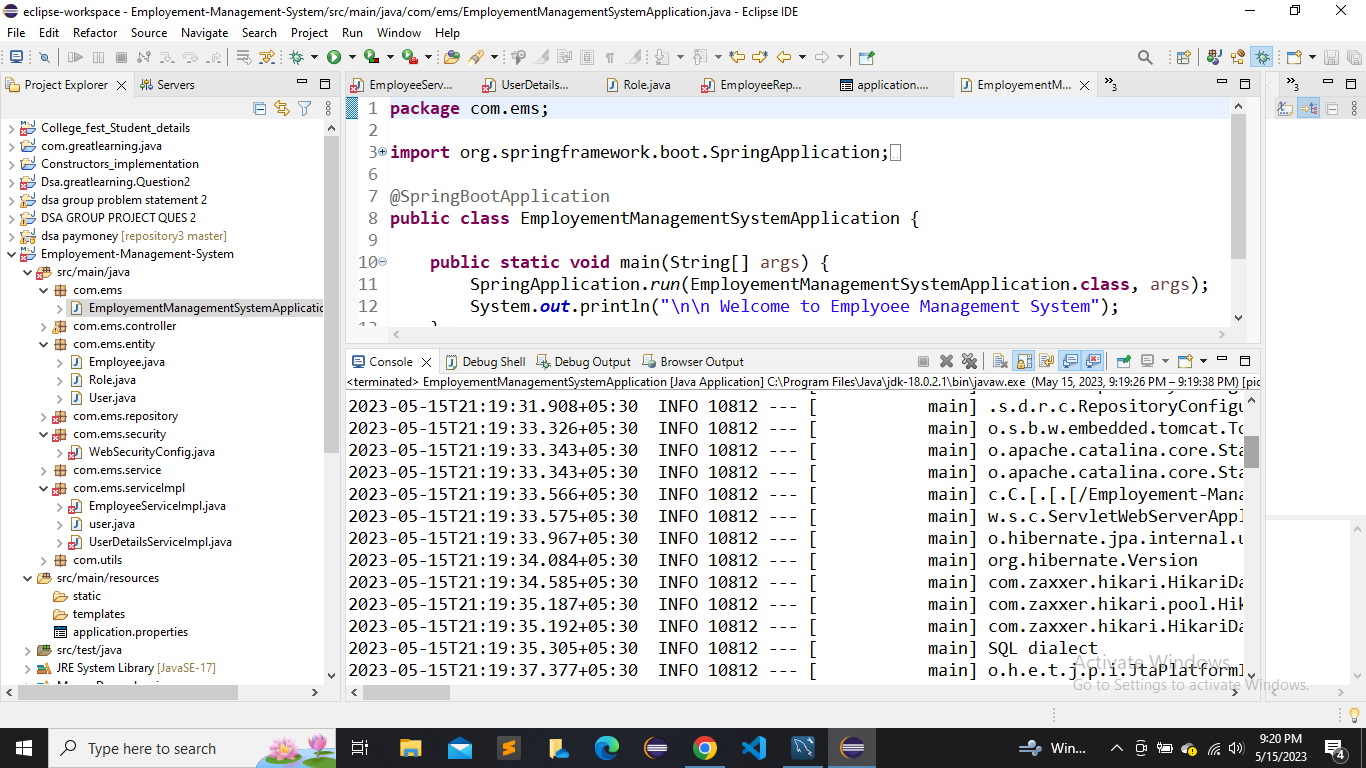 eclipse-workspace - Employement-Management-System/src/main/java/com/ems/EmployementManagementSystemApplication.java - Eclipse IDE
File Edit Refactor Source Navigate Search Project Run Window Help
Project Explorer Servers
EmployeeServ... UserDetails... Role.java EmployeeRep... application.... EmployementM... »3 »3
College_fest_Student_details
com.greatlearning.java
Constructors_implementation
Dsa.greatlearning.Question2
dsa group problem statement 2
DSA GROUP PROJECT QUES 2
dsa paymoney [repository3 master]
Employement-Management-System
src/main/java
com.ems
EmployementManagementSystemApplicatic
com.ems.controller
com.ems.entity
Employee.java
Role.java
User.java
com.ems.repository
com.ems.security
WebSecurityConfig.java
com.ems.service
com.ems.serviceImpl
EmployeeServiceImpl.java
user.java
UserDetailsServiceImpl.java
com.utils
src/main/resources
static
templates
application.properties
src/test/java
JRE System Library [JavaSE-17]
1 package com.ems;
2
3 import org.springframework.boot.SpringApplication;
6
7 @SpringBootApplication
8 public class EmployementManagementSystemApplication {
9
10 public static void main(String[] args) {
11 SpringApplication.run(EmployementManagementSystemApplication.class, args);
12 System.out.println("\n\n Welcome to Emplyoee Management System");
Console Debug Shell Debug Output Browser Output
<terminated> EmployementManagementSystemApplication [Java Application] C:\Program Files\Java\jdk-18.0.2.1\bin\javaw.exe (May 15, 2023, 9:19:26 PM – 9:19:38 PM) [pic
2023-05-15T21:19:31.908+05:30 INFO 10812 --- [ main] .s.d.r.c.RepositoryConfigu
2023-05-15T21:19:33.326+05:30 INFO 10812 --- [ main] o.s.b.w.embedded.tomcat.To
2023-05-15T21:19:33.343+05:30 INFO 10812 --- [ main] o.apache.catalina.core.Sta
2023-05-15T21:19:33.343+05:30 INFO 10812 --- [ main] o.apache.catalina.core.Sta
2023-05-15T21:19:33.566+05:30 INFO 10812 --- [ main] c.C.[.[.[/Employement-Mana
2023-05-15T21:19:33.575+05:30 INFO 10812 --- [ main] w.s.c.ServletWebServerAppl
2023-05-15T21:19:33.967+05:30 INFO 10812 --- [ main] o.hibernate.jpa.internal.u
2023-05-15T21:19:34.084+05:30 INFO 10812 --- [ main] org.hibernate.Version
2023-05-15T21:19:34.585+05:30 INFO 10812 --- [ main] com.zaxxer.hikari.HikariDa
2023-05-15T21:19:35.187+05:30 INFO 10812 --- [ main] com.zaxxer.hikari.pool.Hik
2023-05-15T21:19:35.192+05:30 INFO 10812 --- [ main] com.zaxxer.hikari.HikariDa
2023-05-15T21:19:35.305+05:30 INFO 10812 --- [ main] SQL dialect
2023-05-15T21:19:37.377+05:30 INFO 10812 --- [ main] o.h.e.t.j.p.i.JtaPlatformI
Activate Windows
Go to Settings to activate Windows.
Type here to search
Win...
9:20 PM
5/15/2023
4